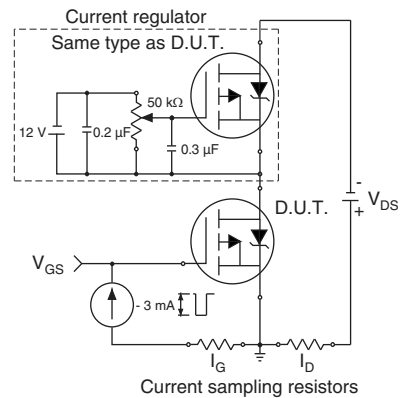 Current regulator
Same type as D.U.T.
50 kΩ
12 V
0.2 µF
0.3 µF
-
+
V_DS
D.U.T.
V_GS
- 3 mA
I_G
I_D
Current sampling resistors